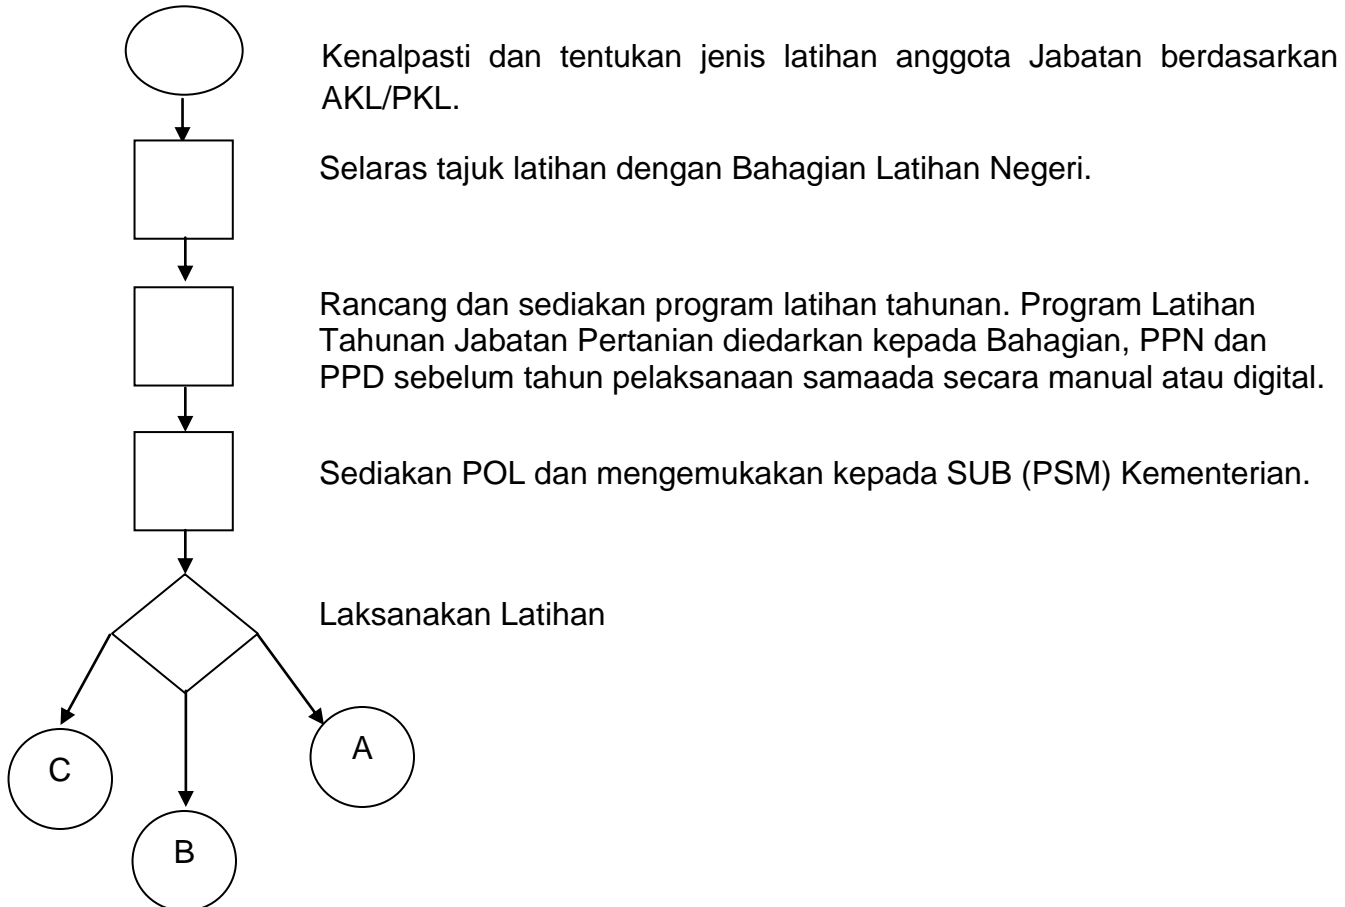 Kenalpasti dan tentukan jenis latihan anggota Jabatan berdasarkan
AKL/PKL.
Selaras tajuk latihan dengan Bahagian Latihan Negeri.
Rancang dan sediakan program latihan tahunan. Program Latihan
Tahunan Jabatan Pertanian diedarkan kepada Bahagian, PPN dan
PPD sebelum tahun pelaksanaan samaada secara manual atau digital.
Sediakan POL dan mengemukakan kepada SUB (PSM) Kementerian.
Laksanakan Latihan
A
C
B